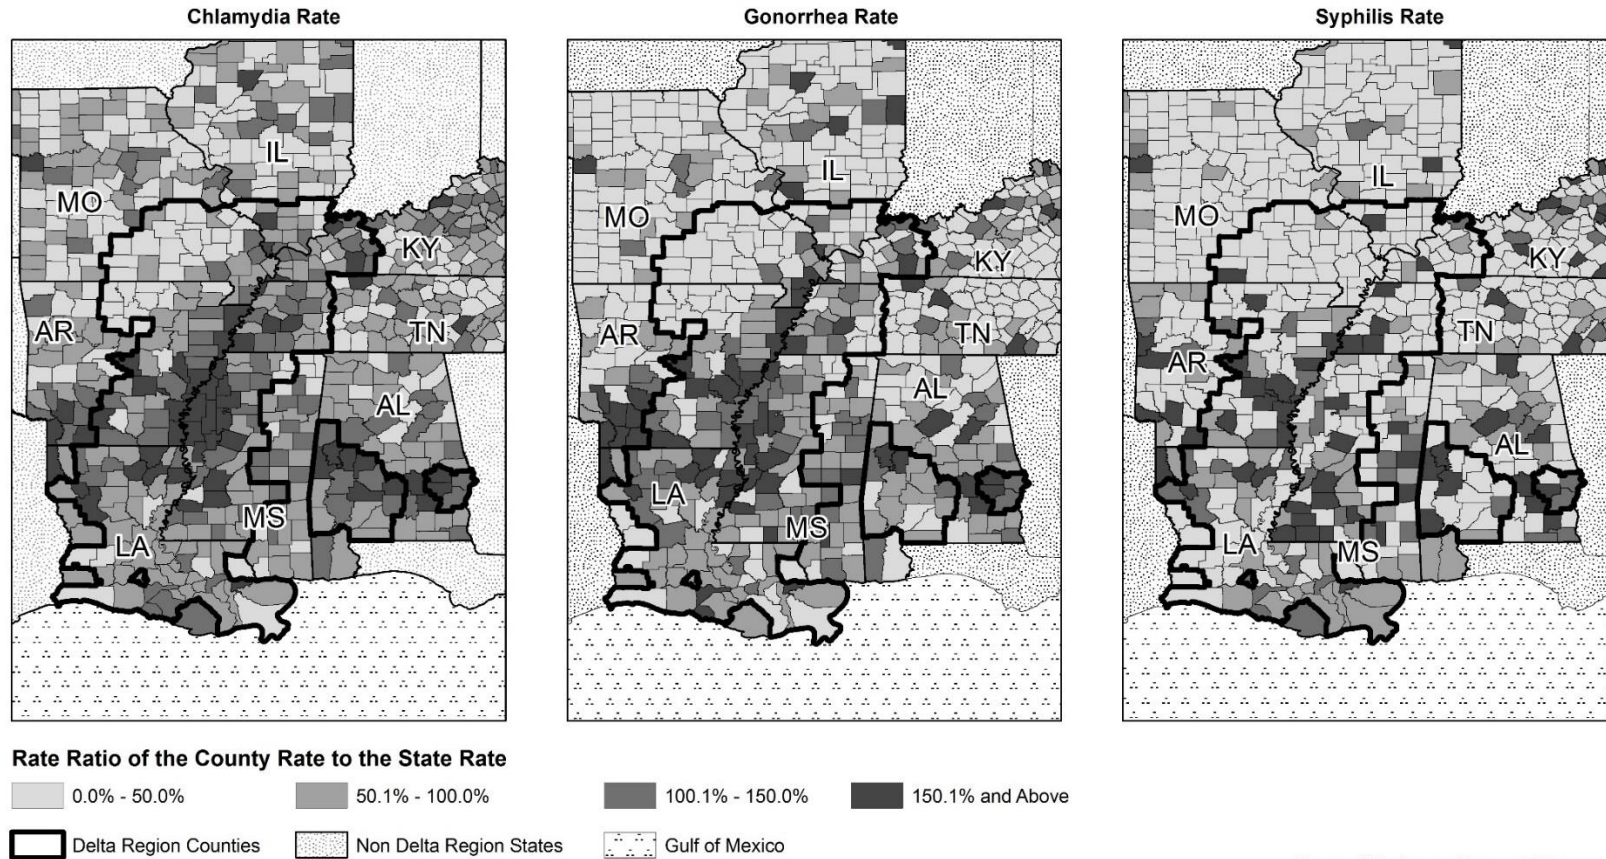 Chlamydia Rate
Gonorrhea Rate
Syphilis Rate
IL
MO
KY
AR
TN
AL
MS
LA
IL
MO
KY
AR
TN
AL
LA
MS
IL
MO
KY
TN
AR
AL
LA
MS
Rate Ratio of the County Rate to the State Rate
0.0% - 50.0%
50.1% - 100.0%
100.1% - 150.0%
150.1% and Above
Delta Region Counties
Non Delta Region States
Gulf of Mexico